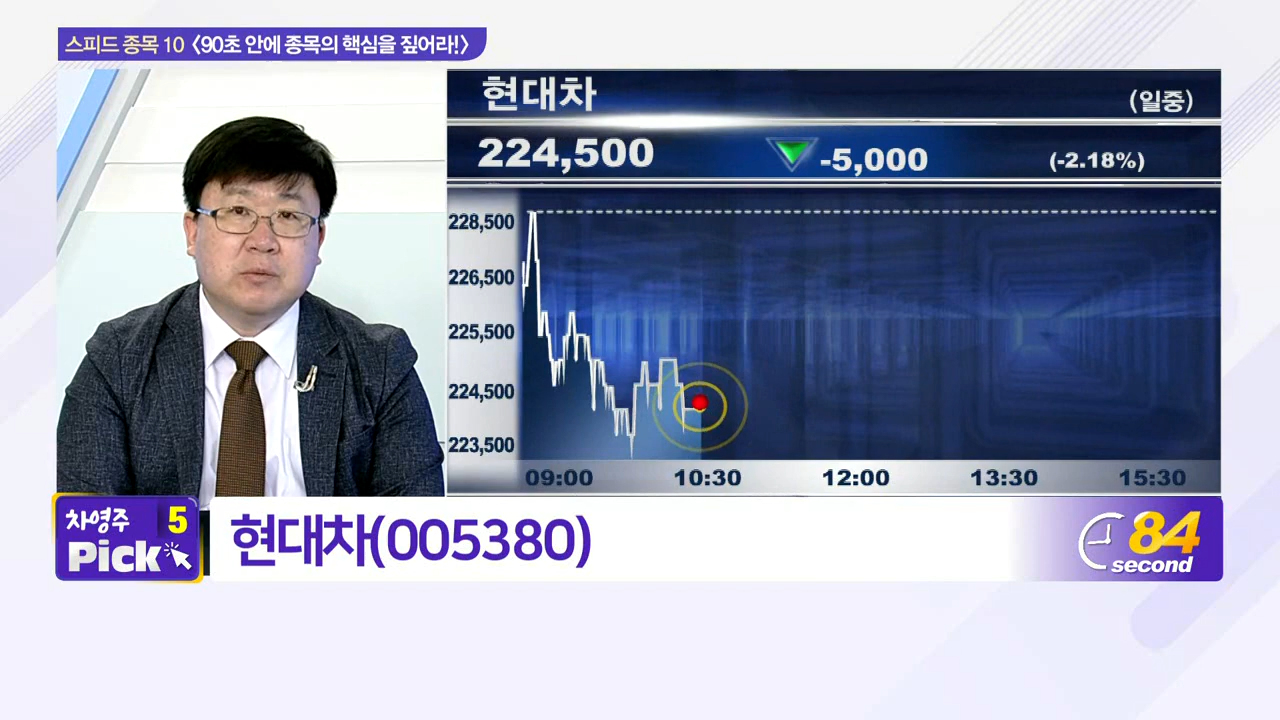 스피드 종목 10 <90초 안에 종목의 핵심을 짚어라!>
현대차
(일중)
224,500 -5,000 (-2.18%)
228,500
226,500
225,500
224,500
223,500
09:00 10:30 12:00 13:30 15:30
차영주 5
Pick
현대차(005380)
84
second